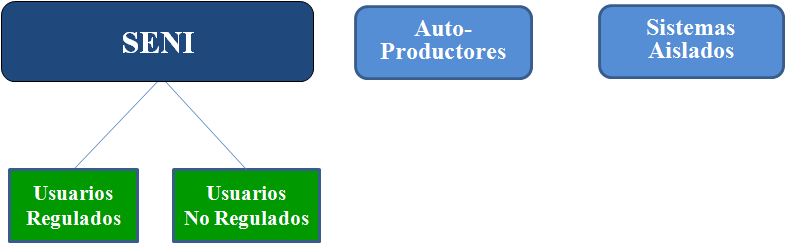 SENI
Auto-
Productores
Sistemas
Aislados
Usuarios
Regulados
Usuarios
No Regulados